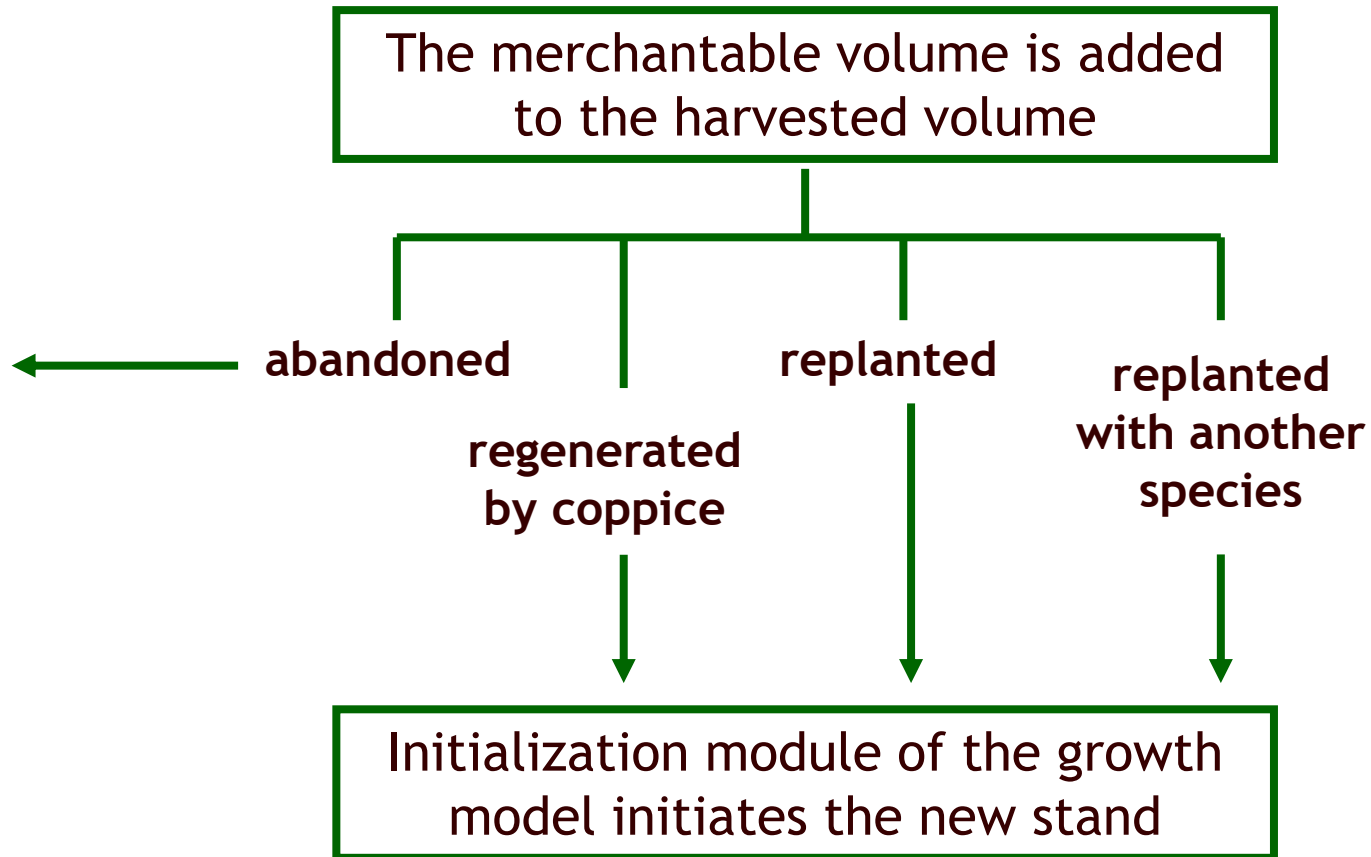 The merchantable volume is added
to the harvested volume
abandoned
regenerated
by coppice
replanted
replanted
with another
species
Initialization module of the growth
model initiates the new stand